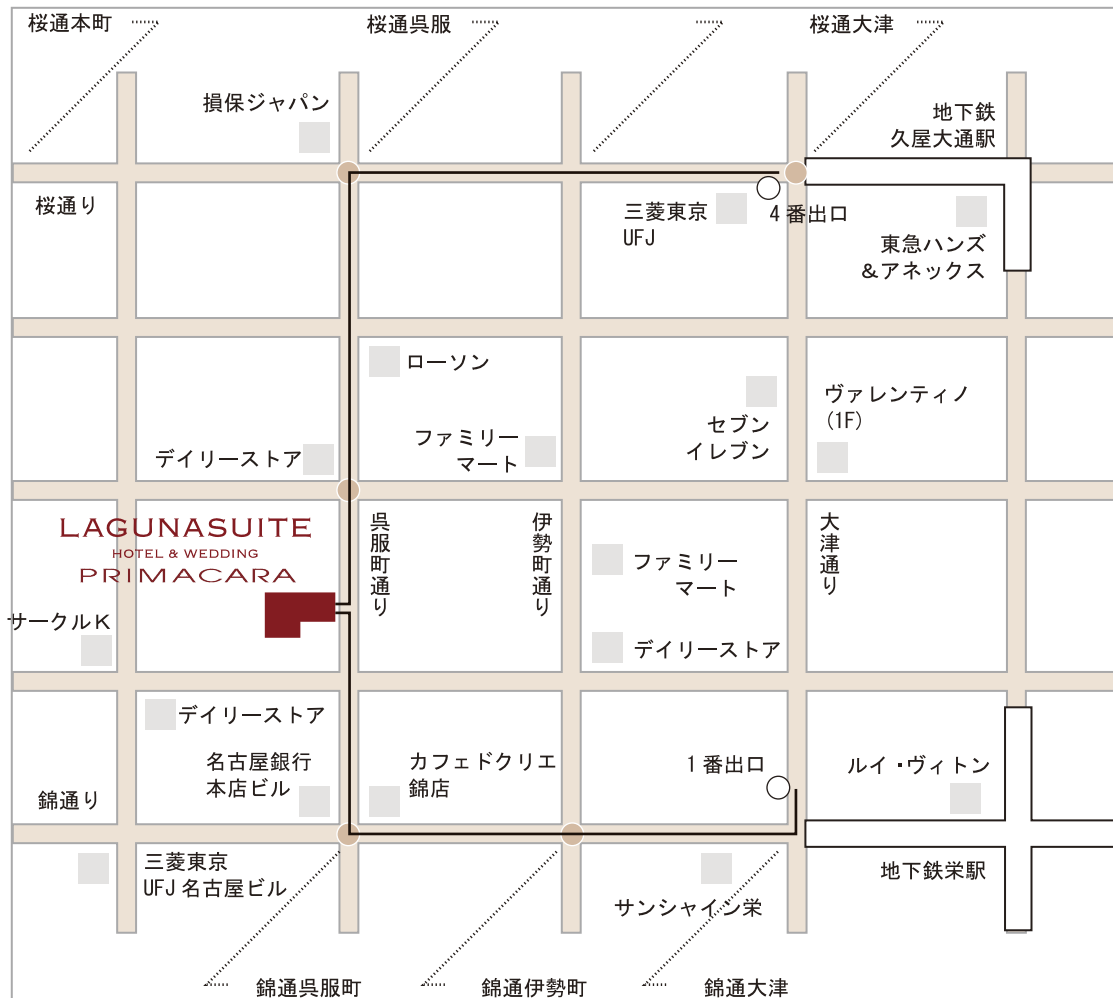 桜通本町
桜通呉服
桜通大津
損保ジャパン
地下鉄
久屋大通駅
桜通り
三菱東京
UFJ
4番出口
東急ハンズ
&アネックス
ローソン
ヴァレンティノ
(1F)
セブン
イレブン
ファミリー
マート
デイリーストア
LAGUNASUITE
HOTEL & WEDDING
PRIMACARA
呉服町通り
伊勢町通り
大津通り
ファミリー
マート
サークルK
デイリーストア
デイリーストア
名古屋銀行
本店ビル
カフェドクリエ
錦店
1番出口
ルイ・ヴィトン
錦通り
三菱東京
UFJ名古屋ビル
地下鉄栄駅
サンシャイン栄
錦通呉服町
錦通伊勢町
錦通大津